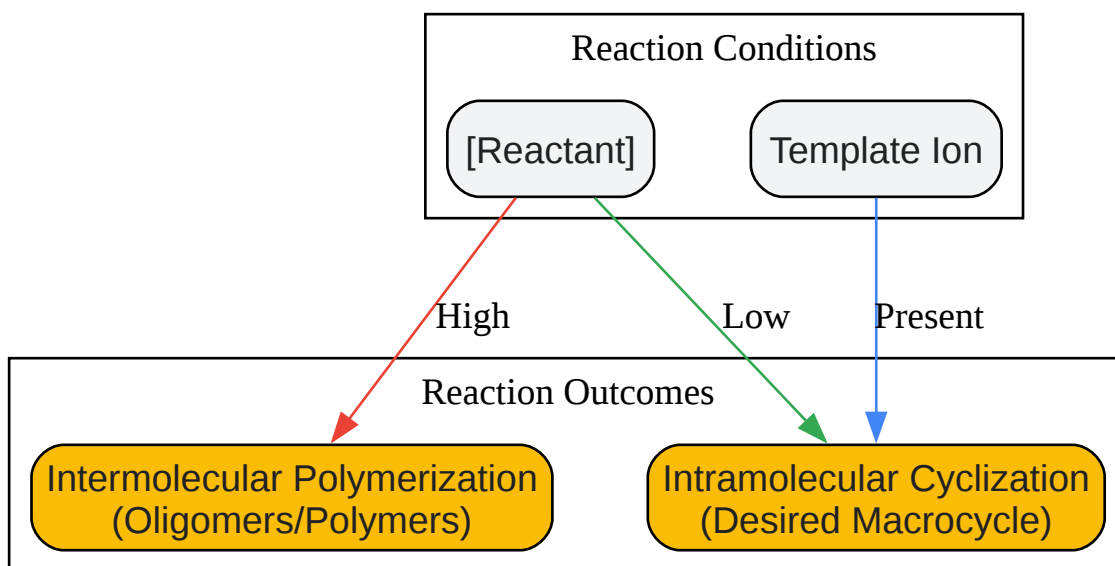 Reaction Conditions
[Reactant]
Template Ion
High
Low
Present
Reaction Outcomes
Intermolecular Polymerization
(Oligomers/Polymers)
Intramolecular Cyclization
(Desired Macrocycle)